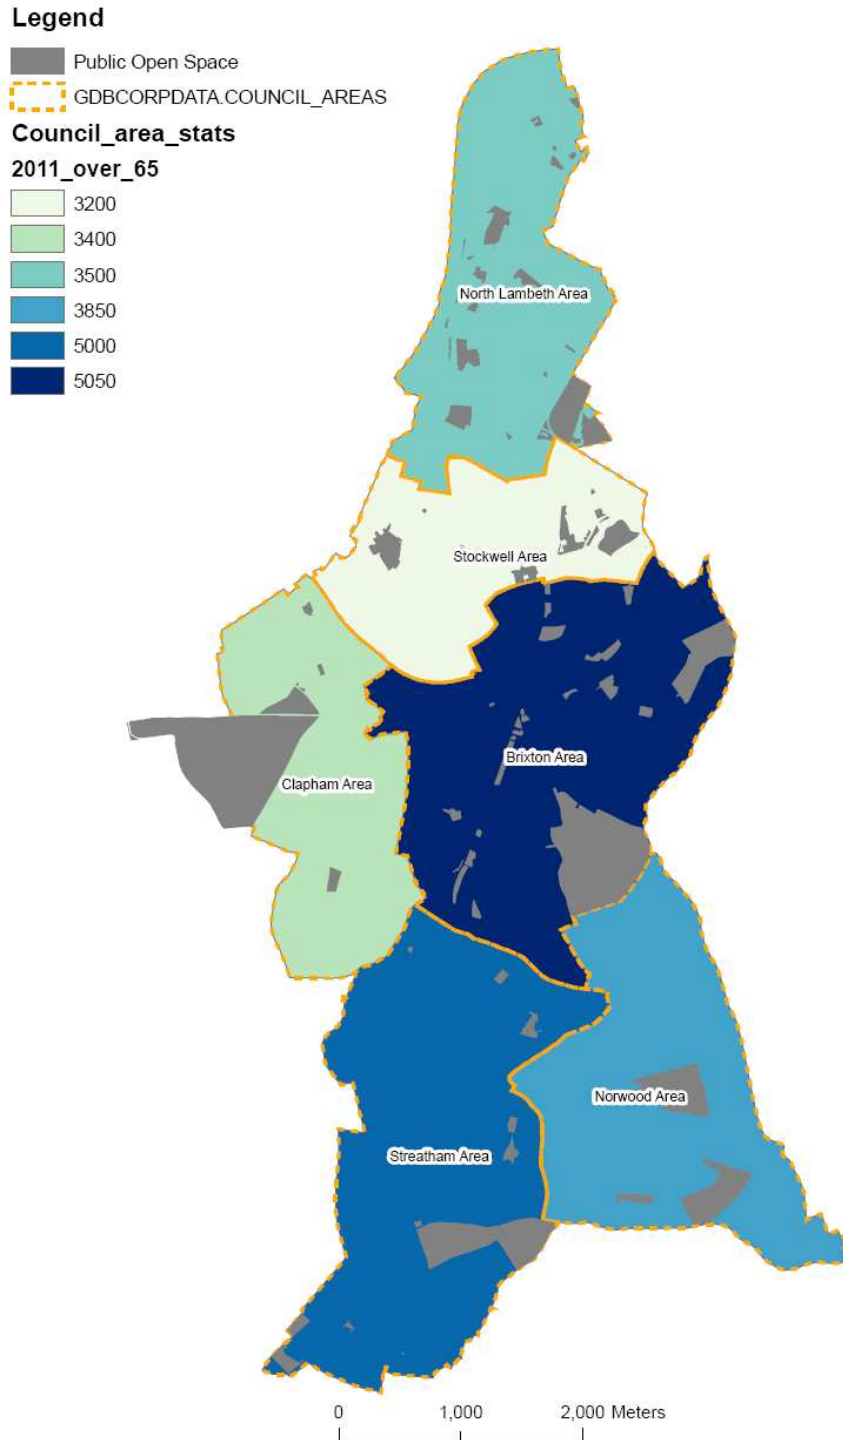 Legend
Public Open Space
GDBCORPDATA.COUNCIL_AREAS
Council_area_stats
2011_over_65
3200
3400
3500
3850
5000
5050
North Lambeth Area
Stockwell Area
Brixton Area
Clapham Area
Norwood Area
Streatham Area
0 1,000 2,000 Meters